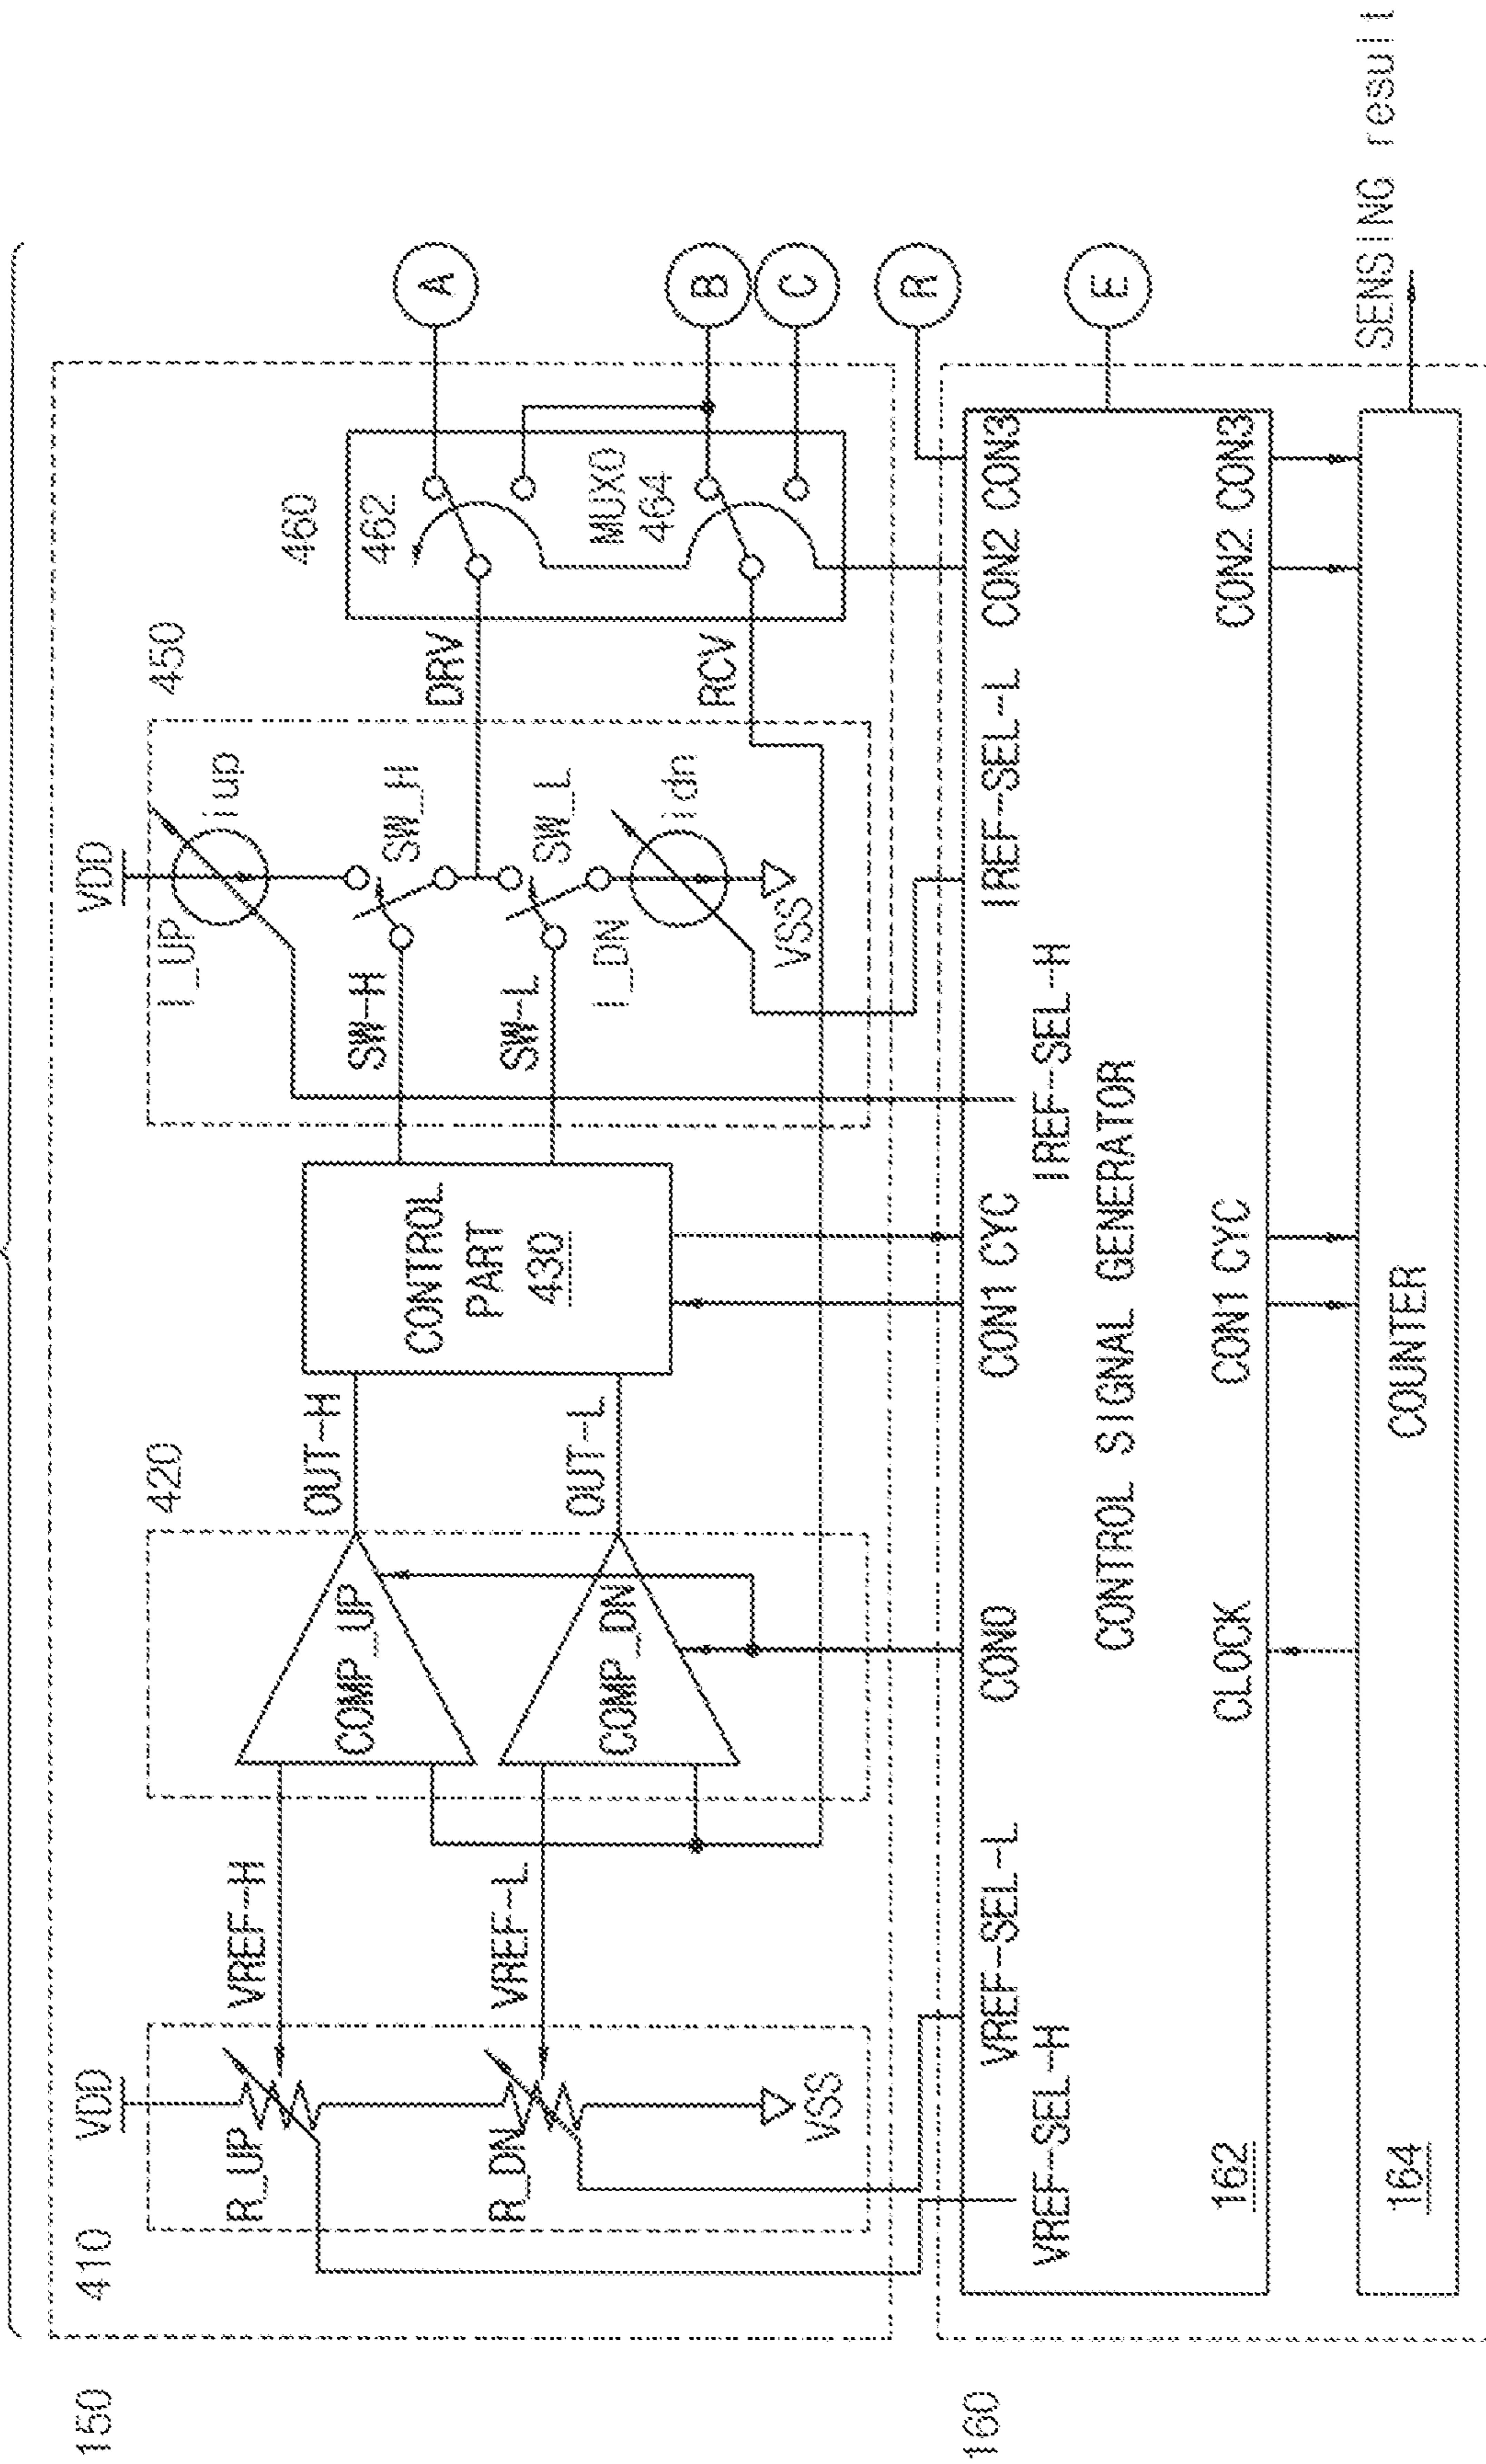 150
410
VDD
R_UP
R_DN
VSS
VREF-H
VREF-L
420
COMP_UP
COMP_DN
OUT-H
OUT-L
CONTROL
PART
430
450
VDD
I_UP
iup
SW-H
SW_H
SW-L
SW_L
I_DN
idn
VSS
DRV
RCV
460
462
MUX0
464
A
B
C
R
E
160
VREF-SEL-H
VREF-SEL-L
CON0
CON1 CYC
IREF-SEL-H
IREF-SEL-L
CON2 CON3
CONTROL SIGNAL GENERATOR
162
CLOCK
CON1 CYC
CON2 CON3
164
COUNTER
SENSING result